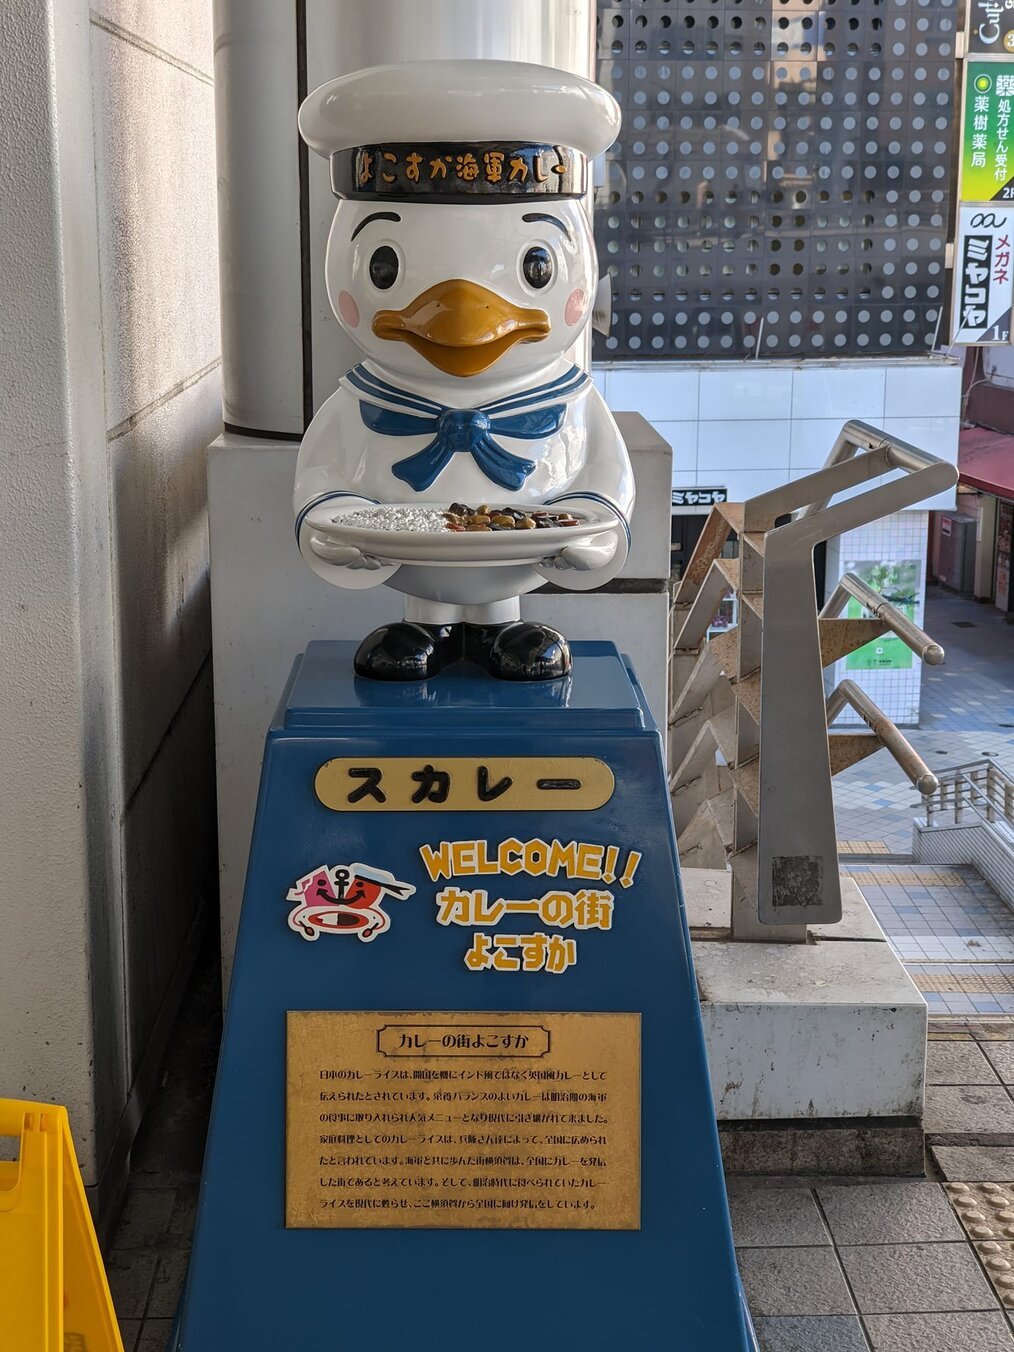 よこすか海軍カレー
スカレー
WELCOME!!
カレーの街
よこすか
カレーの街よこすか
日本のカレーライスは、開国を機にインド風ではなく英国風カレーとして
伝えられたとされています。栄養バランスのよいカレーは明治期の海軍
の食事に取り入れられ人気メニューとなり現代に引き継がれて来ました。
家庭料理としてのカレーライスは、兵隊さん達によって、全国に広められ
たと言われています。海軍と共に歩んだ街横須賀は、全国にカレーを発信
した街であると考えています。そして、明治時代に食べられていたカレー
ライスを現代に甦らせ、ここ横須賀から全国に向け発信をしています。
処方せん受付
薬樹薬局
2F
メガネ
ミヤコヤ
1F
ミヤコヤ